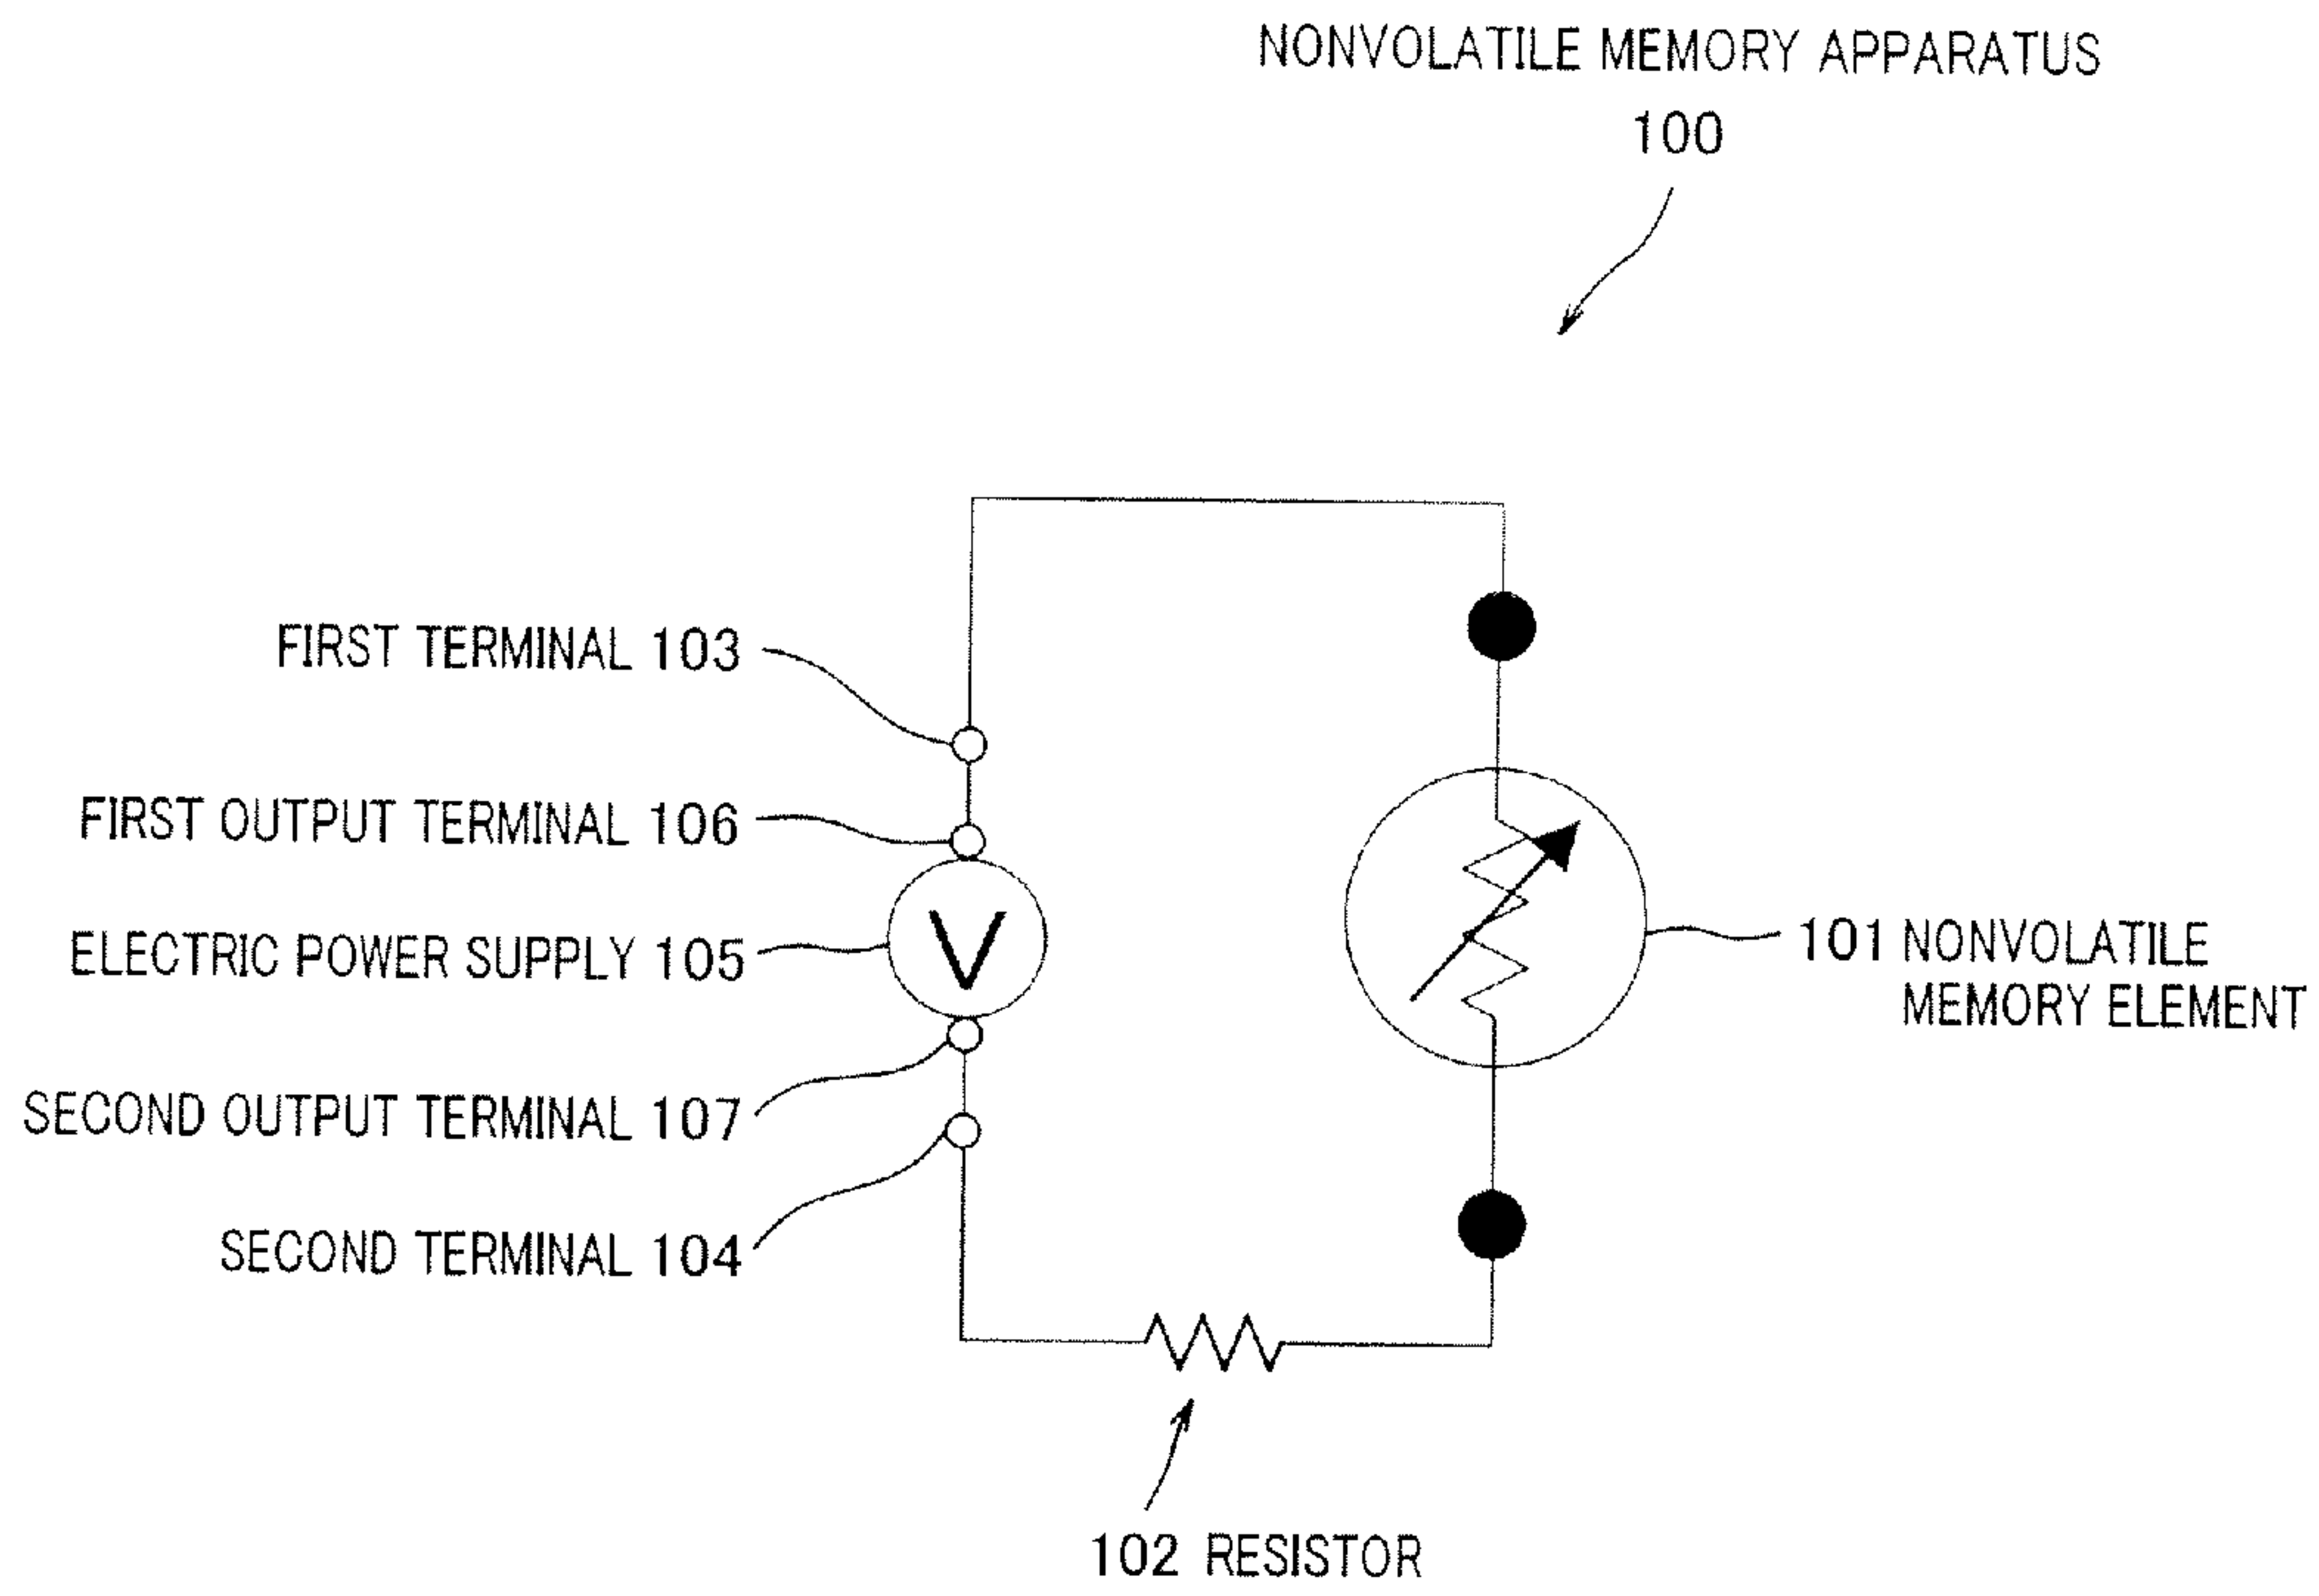 NONVOLATILE MEMORY APPARATUS
100
FIRST TERMINAL 103
FIRST OUTPUT TERMINAL 106
ELECTRIC POWER SUPPLY 105
V
101 NONVOLATILE
MEMORY ELEMENT
SECOND OUTPUT TERMINAL 107
SECOND TERMINAL 104
102 RESISTOR